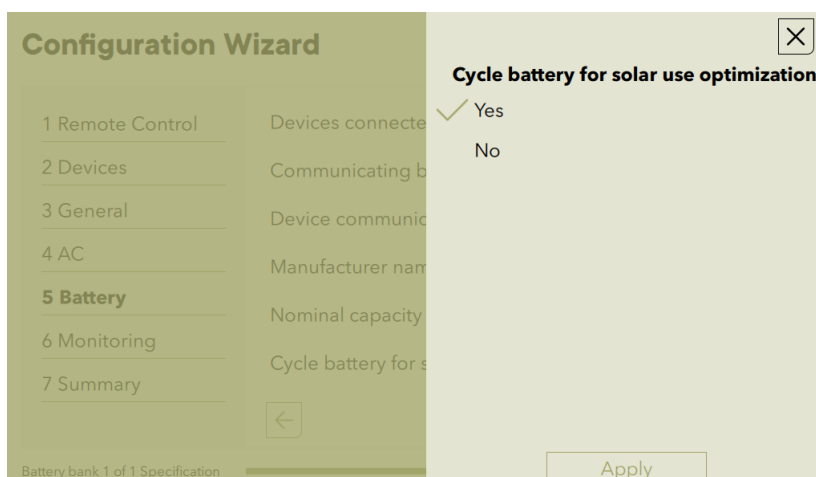 Configuration Wizard
1 Remote Control
2 Devices
3 General
4 AC
5 Battery
6 Monitoring
7 Summary
Battery bank 1 of 1 Specification
Devices connecte
Communicating b
Device communic
Manufacturer nam
Nominal capacity
Cycle battery for s
Cycle battery for solar use optimization
Yes
No
Apply